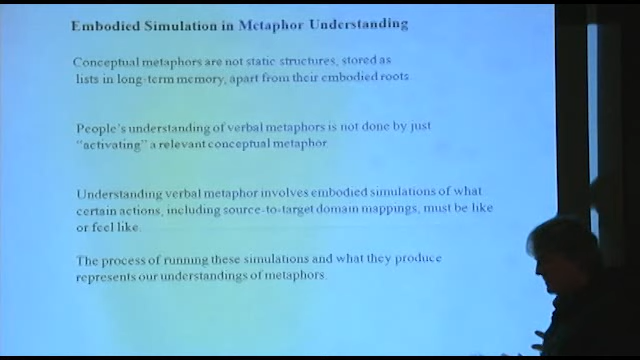 Embodied Simulation in Metaphor Understanding
Conceptual metaphors are not static structures, stored as
lists in long-term memory, apart from their embodied roots.
People's understanding of verbal metaphors is not done by just
"activating" a relevant conceptual metaphor.
Understanding verbal metaphor involves embodied simulations of what
certain actions, including source-to-target domain mappings, must be like
or feel like.
The process of running these simulations and what they produce
represents our understandings of metaphors.